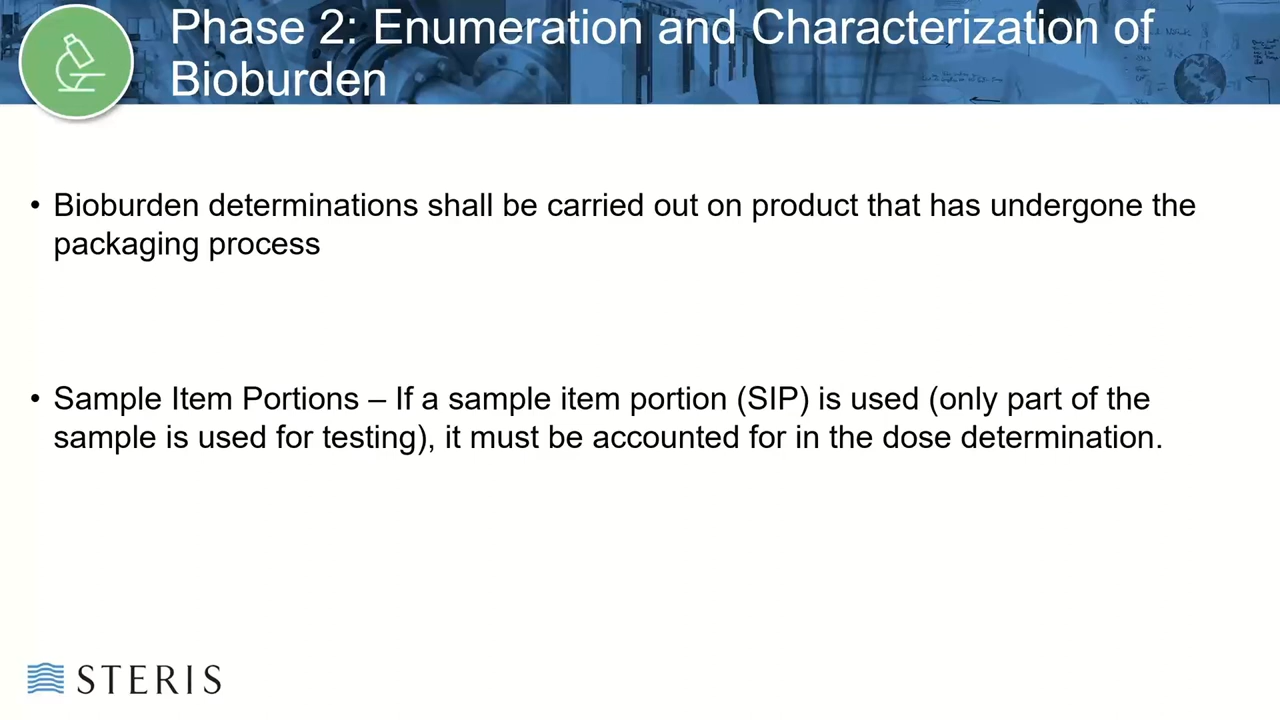 Phase 2: Enumeration and Characterization of
Bioburden
• Bioburden determinations shall be carried out on product that has undergone the
packaging process
• Sample Item Portions – If a sample item portion (SIP) is used (only part of the
sample is used for testing), it must be accounted for in the dose determination.
STERIS